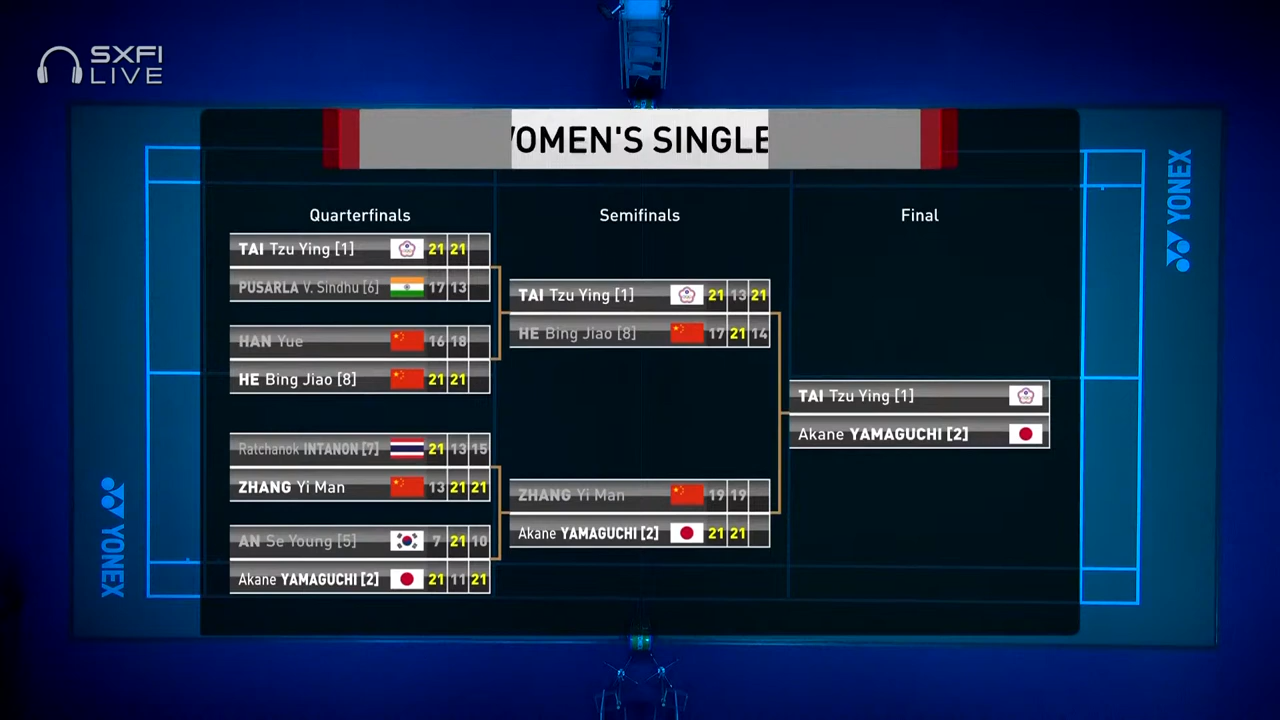 SXFI
LIVE
WOMEN'S SINGLE
Quarterfinals
Semifinals
Final
TAI Tzu Ying [1] 21 21
PUSARLA V. Sindhu [6] 17 13
HAN Yue 16 18
HE Bing Jiao [8] 21 21
Ratchanok INTANON [7] 21 13 15
ZHANG Yi Man 13 21 21
AN Se Young [5] 7 21 10
Akane YAMAGUCHI [2] 21 11 21
TAI Tzu Ying [1] 21 13 21
HE Bing Jiao [8] 17 21 14
ZHANG Yi Man 19 19
Akane YAMAGUCHI [2] 21 21
TAI Tzu Ying [1]
Akane YAMAGUCHI [2]
YONEX
YONEX